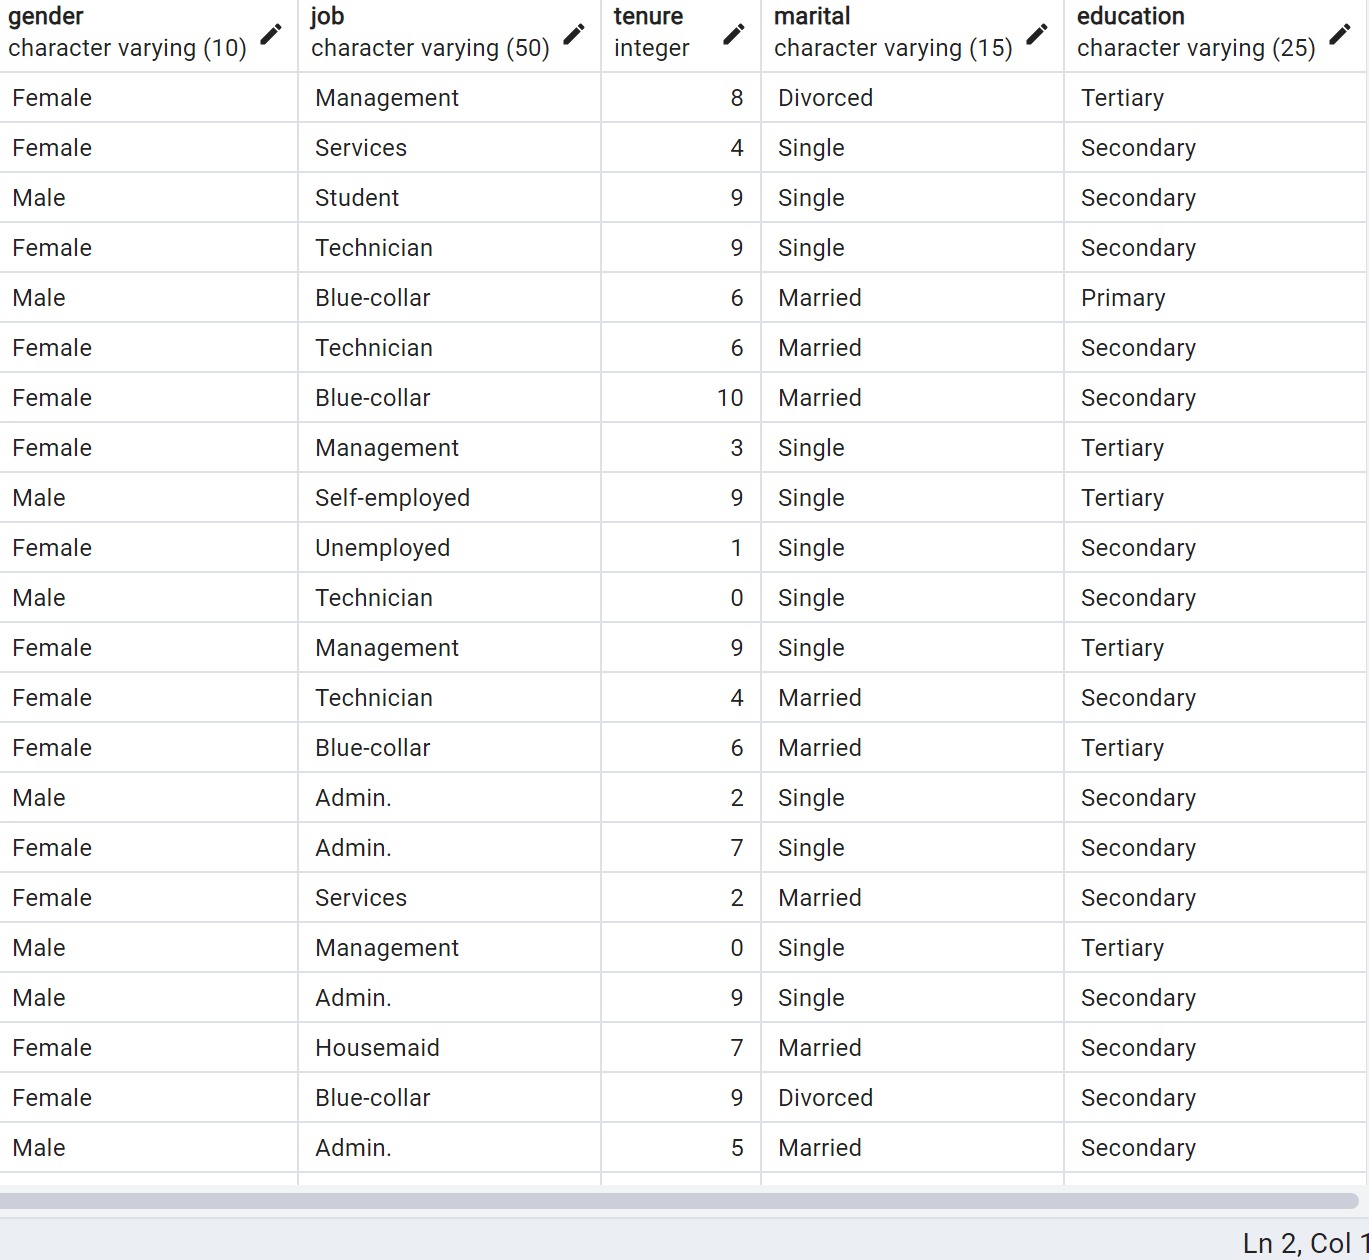 gender job tenure marital education
character varying (10) character varying (50) integer character varying (15) character varying (25)
Female Management 8 Divorced Tertiary
Female Services 4 Single Secondary
Male Student 9 Single Secondary
Female Technician 9 Single Secondary
Male Blue-collar 6 Married Primary
Female Technician 6 Married Secondary
Female Blue-collar 10 Married Secondary
Female Management 3 Single Tertiary
Male Self-employed 9 Single Tertiary
Female Unemployed 1 Single Secondary
Male Technician 0 Single Secondary
Female Management 9 Single Tertiary
Female Technician 4 Married Secondary
Female Blue-collar 6 Married Tertiary
Male Admin. 2 Single Secondary
Female Admin. 7 Single Secondary
Female Services 2 Married Secondary
Male Management 0 Single Tertiary
Male Admin. 9 Single Secondary
Female Housemaid 7 Married Secondary
Female Blue-collar 9 Divorced Secondary
Male Admin. 5 Married Secondary
Ln 2, Col 1